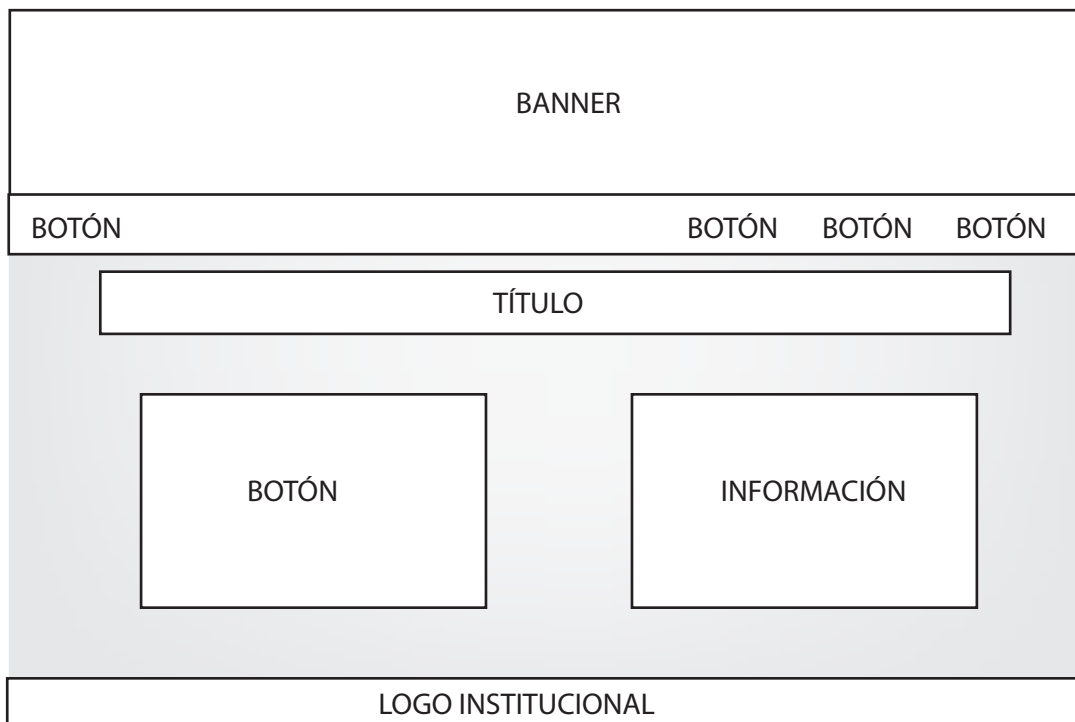 BANNER
BOTÓN BOTÓN BOTÓN BOTÓN
TÍTULO
BOTÓN INFORMACIÓN
LOGO INSTITUCIONAL